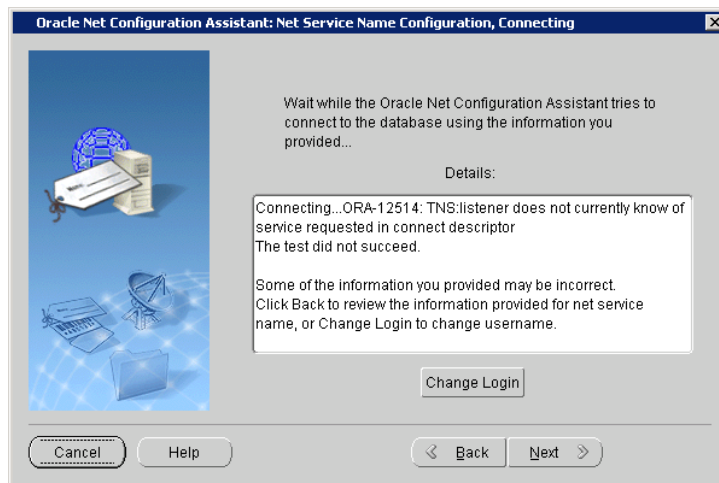 Oracle Net Configuration Assistant: Net Service Name Configuration, Connecting
Wait while the Oracle Net Configuration Assistant tries to
connect to the database using the information you
provided...
Details:
Connecting...ORA-12514: TNS:listener does not currently know of
service requested in connect descriptor
The test did not succeed.
Some of the information you provided may be incorrect.
Click Back to review the information provided for net service
name, or Change Login to change username.
Change Login
Cancel
Help
Back
Next